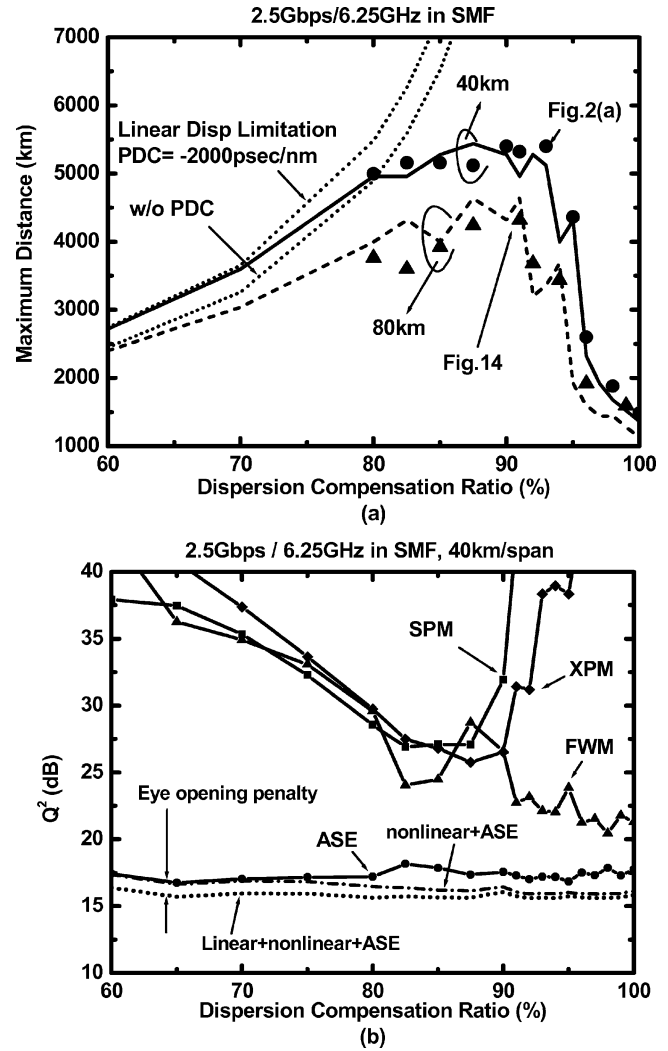 2.5Gbps/6.25GHz in SMF
7000
6000
5000
4000
3000
2000
1000
Maximum Distance (km)
Linear Disp Limitation
PDC= -2000psec/nm
w/o PDC
40km
Fig.2(a)
80km
Fig.14
60
70
80
90
100
Dispersion Compensation Ratio (%)
(a)
2.5Gbps / 6.25GHz in SMF, 40km/span
40
35
30
25
20
15
10
Q² (dB)
SPM
XPM
FWM
Eye opening penalty
ASE
nonlinear+ASE
Linear+nonlinear+ASE
60
70
80
90
100
Dispersion Compensation Ratio (%)
(b)